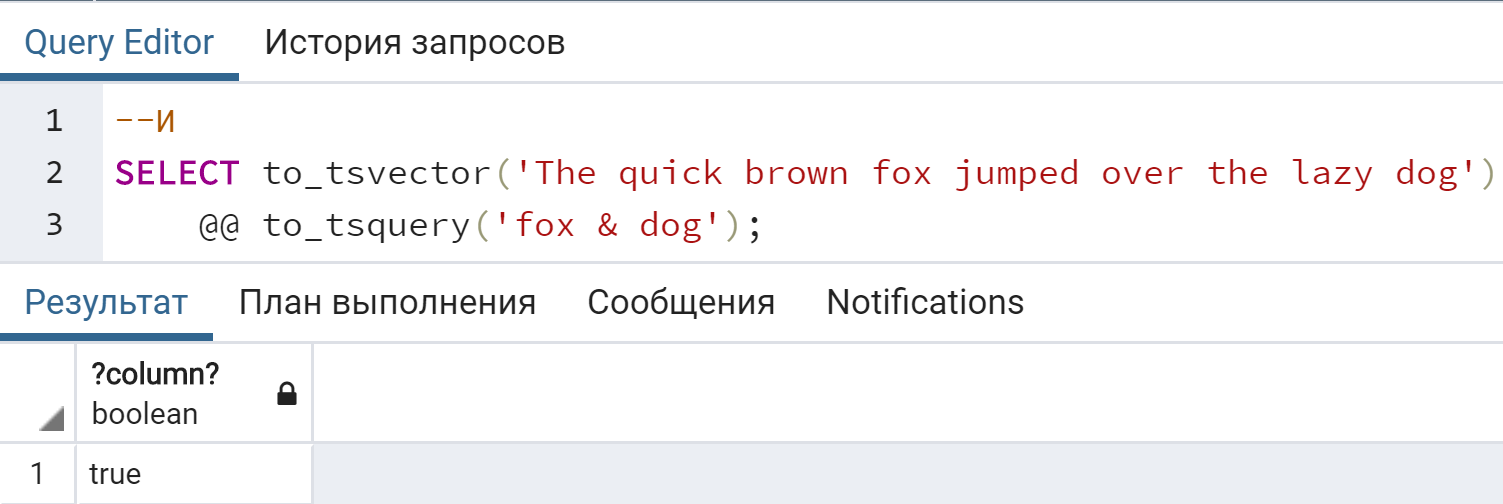 Query Editor История запросов
1 --И
2 SELECT to_tsvector('The quick brown fox jumped over the lazy dog')
3 @@ to_tsquery('fox & dog');
Результат План выполнения Сообщения Notifications
?column?
boolean
1 true